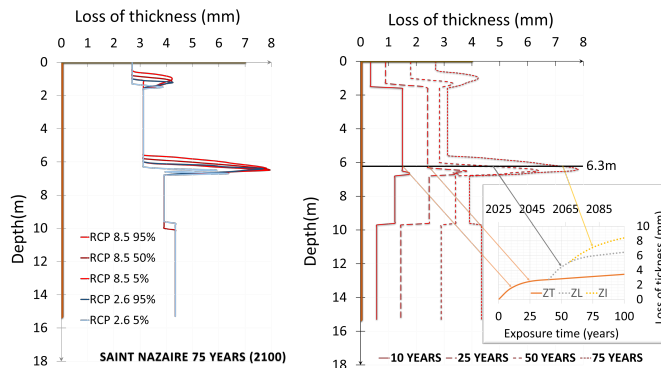 Loss of thickness (mm)
0 1 2 3 4 5 6 7 8
0
2
4
6
8
10
12
14
16
18
Depth(m)
RCP 8.5 95%
RCP 8.5 50%
RCP 8.5 5%
RCP 2.6 95%
RCP 2.6 5%
SAINT NAZAIRE 75 YEARS (2100)
Loss of thickness (mm)
0 2 4 6 8
0
2
4
6
8
10
12
14
16
18
Depth(m)
6.3m
2025 2045 2065 2085
10
8
6
4
2
0
Loss of tickness (mm)
ZT ZL ZI
0 25 50 75 100
Exposure time (years)
10 YEARS 25 YEARS 50 YEARS 75 YEARS